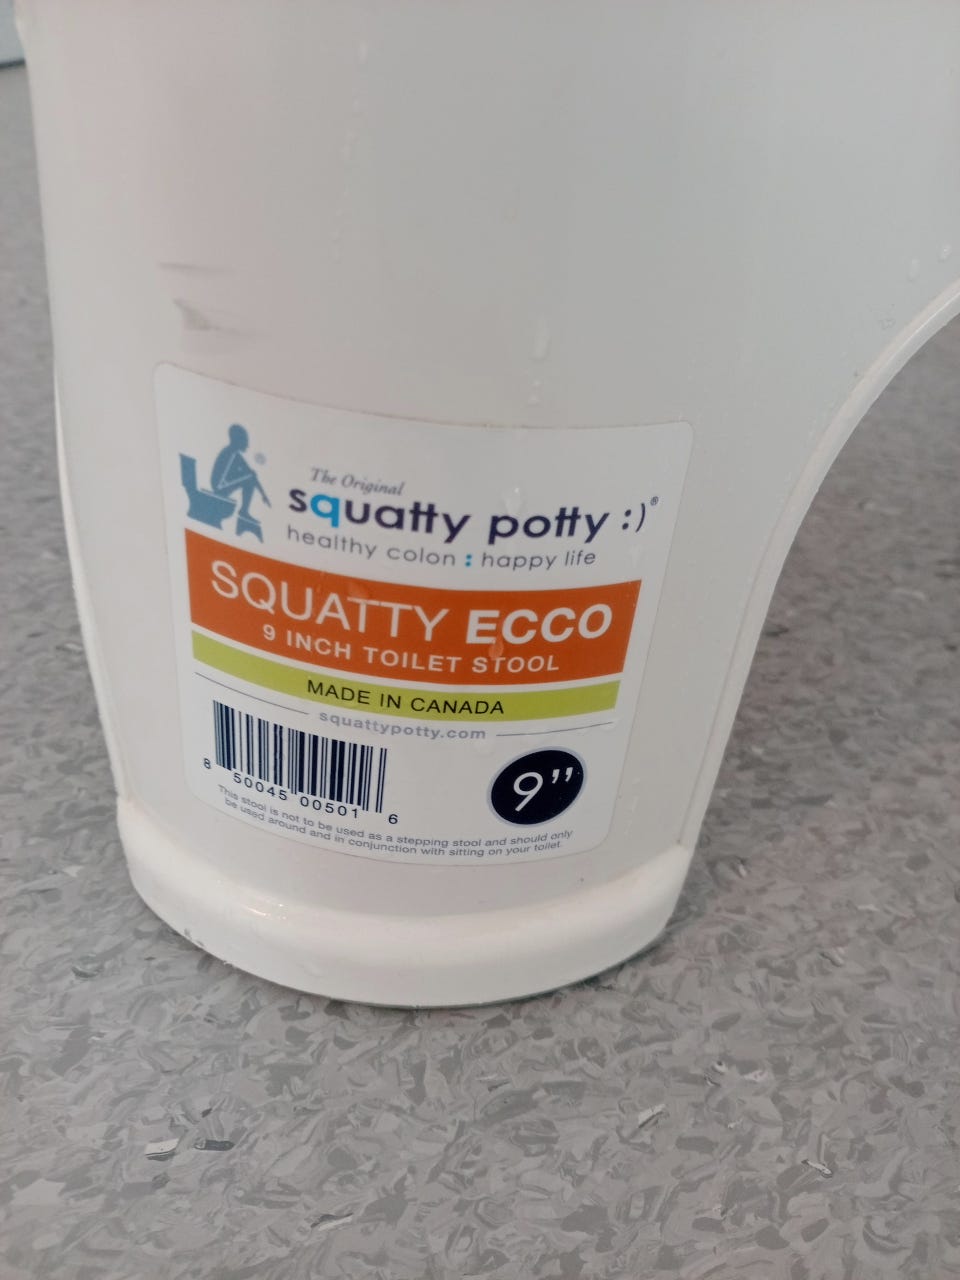 The Original
squatty potty :)®
healthy colon : happy life
SQUATTY ECCO
9 INCH TOILET STOOL
MADE IN CANADA
squattypotty.com
9”
8 50045 00501 6
This stool is not to be used as a stepping stool and should only
be used around and in conjunction with sitting on your toilet.